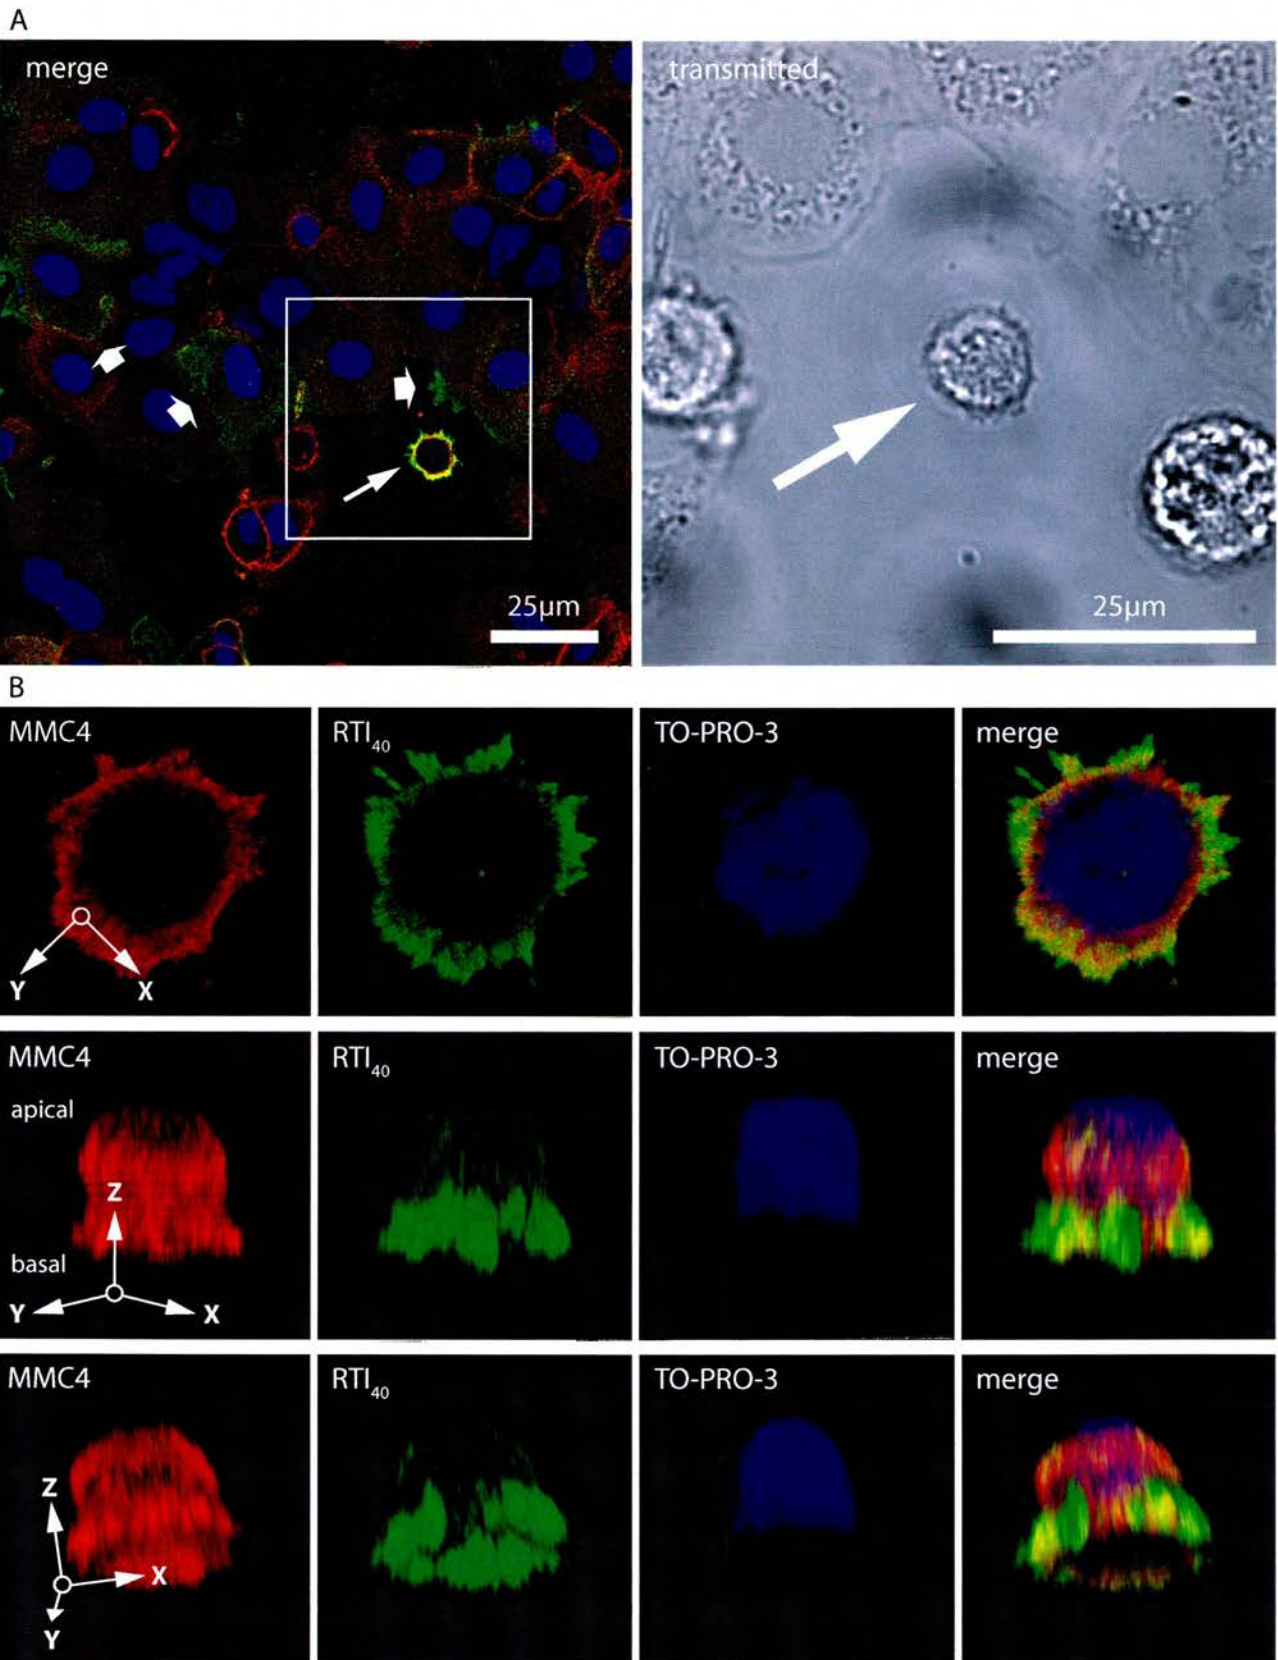 A
merge
transmitted
25µm
25µm
B
MMC4
RTI40
TO-PRO-3
merge
Y
X
MMC4
RTI40
TO-PRO-3
merge
apical
Z
basal
Y
X
MMC4
RTI40
TO-PRO-3
merge
Z
X
Y